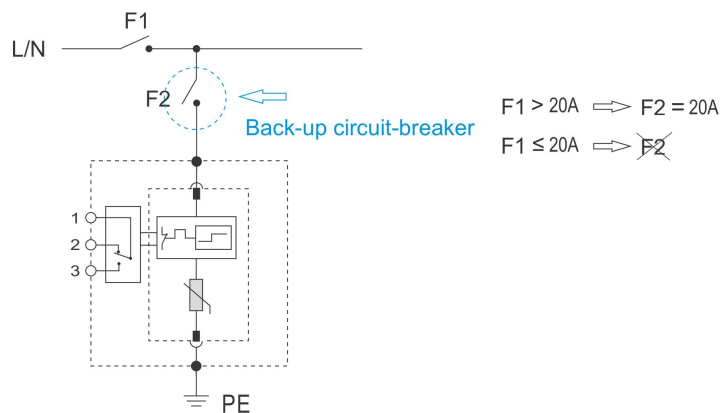 F1
L/N
F2
Back-up circuit-breaker
F1 > 20A ⇨ F2 = 20A
F1 ≤ 20A ⇨ F2
1
2
3
PE